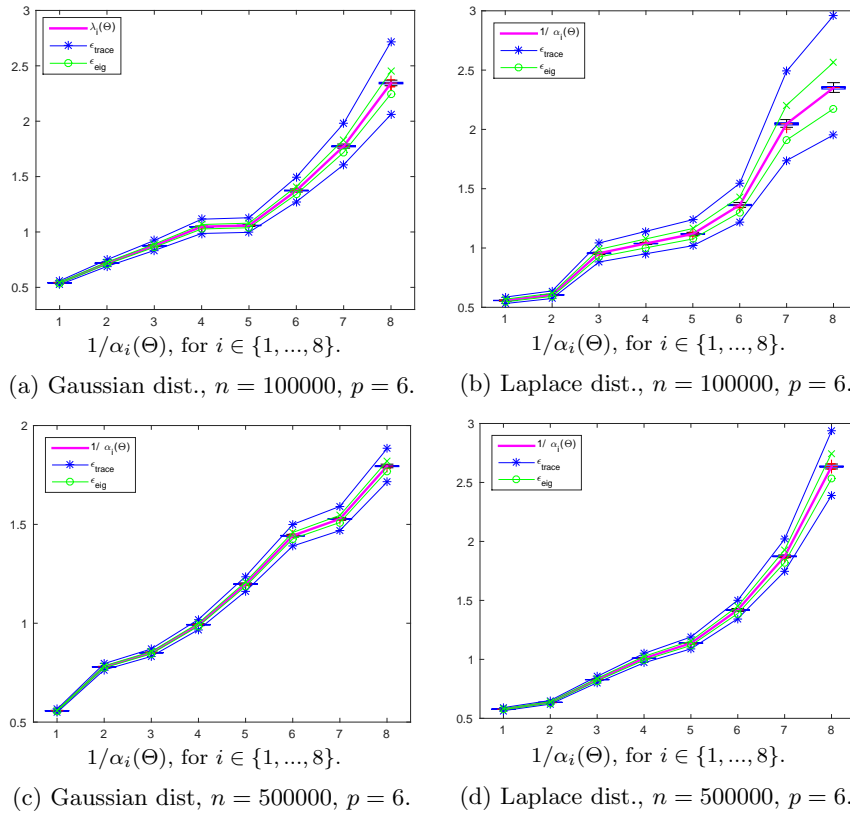 3
2.5
2
1.5
1
0.5
λi(Θ)
ϵtrace
ϵeig
1 2 3 4 5 6 7 8
1/αi(Θ), for i ∈ {1, ..., 8}.
(a) Gaussian dist., n = 100000, p = 6.
3
2.5
2
1.5
1
0.5
1/ αi(Θ)
ϵtrace
ϵeig
1 2 3 4 5 6 7 8
1/αi(Θ), for i ∈ {1, ..., 8}.
(b) Laplace dist., n = 100000, p = 6.
2
1.5
1
0.5
1/ αi(Θ)
ϵtrace
ϵeig
1 2 3 4 5 6 7 8
1/αi(Θ), for i ∈ {1, ..., 8}.
(c) Gaussian dist, n = 500000, p = 6.
3
2.5
2
1.5
1
0.5
1/ αi(Θ)
ϵtrace
ϵeig
1 2 3 4 5 6 7 8
1/αi(Θ), for i ∈ {1, ..., 8}.
(d) Laplace dist., n = 500000, p = 6.